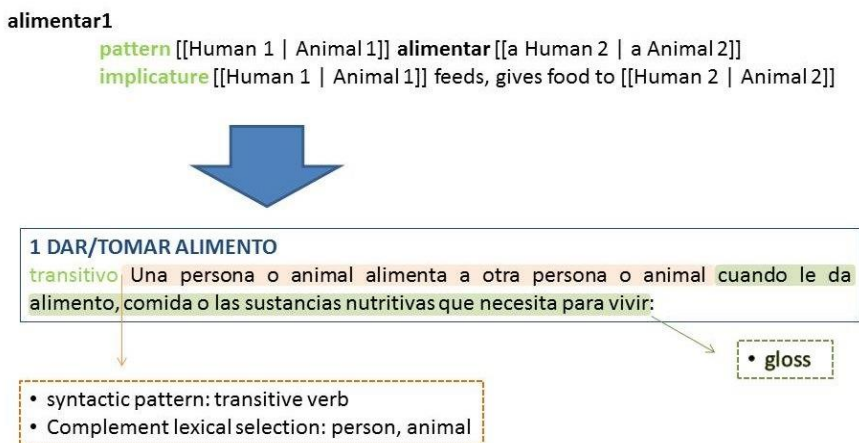 alimentar1
pattern [[Human 1 | Animal 1]] alimentar [[a Human 2 | a Animal 2]]
implicature [[Human 1 | Animal 1]] feeds, gives food to [[Human 2 | Animal 2]]
1 DAR/TOMAR ALIMENTO
transitivo Una persona o animal alimenta a otra persona o animal cuando le da
alimento, comida o las sustancias nutritivas que necesita para vivir:
• gloss
• syntactic pattern: transitive verb
• Complement lexical selection: person, animal